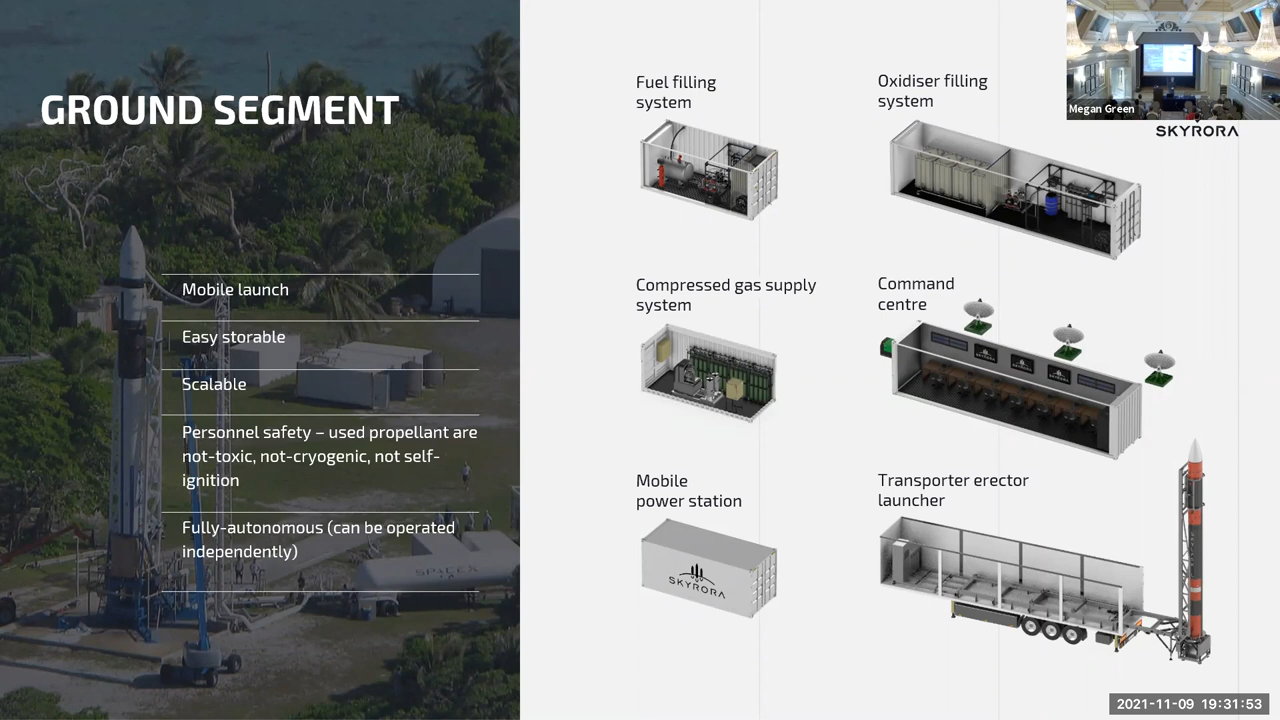 GROUND SEGMENT
Mobile launch
Easy storable
Scalable
Personnel safety – used propellant are
not-toxic, not-cryogenic, not self-
ignition
Fully-autonomous (can be operated
independently)
SPACEX
Fuel filling
system
Oxidiser filling
system
Megan Green
SKYRORA
Compressed gas supply
system
Command
centre
Mobile
power station
SKYRORA
Transporter erector
launcher
2021-11-09 19:31:53